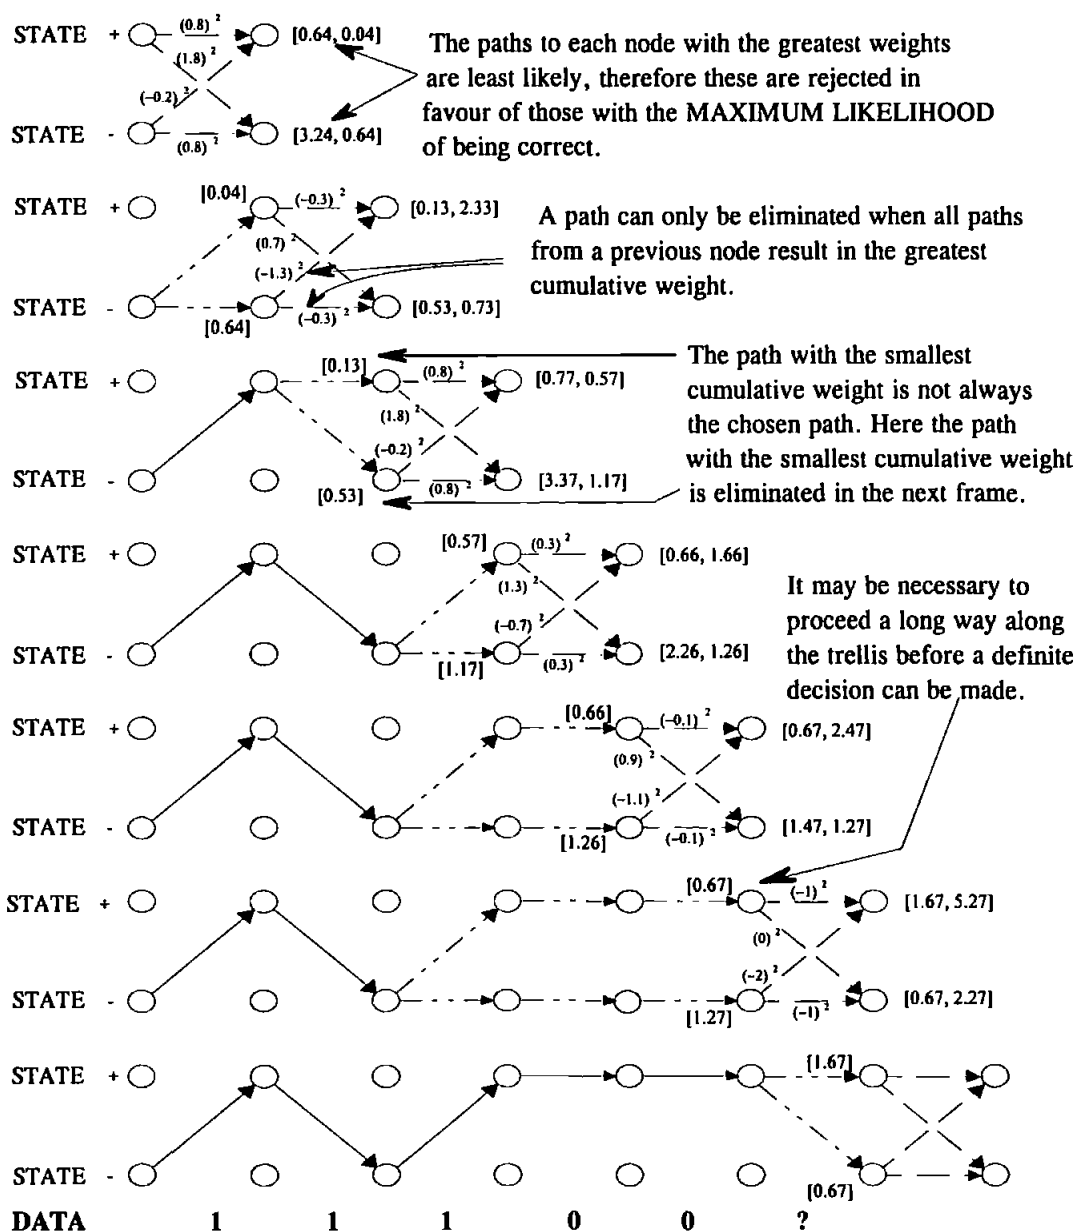 STATE + (0.8)² [0.64, 0.04]
(1.8)²
(–0.2)²
STATE - (0.8)² [3.24, 0.64]
The paths to each node with the greatest weights
are least likely, therefore these are rejected in
favour of those with the MAXIMUM LIKELIHOOD
of being correct.
STATE + [0.04] (–0.3)² [0.13, 2.33]
(0.7)²
(–1.3)²
STATE - [0.64] (–0.3)² [0.53, 0.73]
A path can only be eliminated when all paths
from a previous node result in the greatest
cumulative weight.
STATE + [0.13] (0.8)² [0.77, 0.57]
(1.8)²
(–0.2)²
STATE - [0.53] (0.8)² [3.37, 1.17]
The path with the smallest
cumulative weight is not always
the chosen path. Here the path
with the smallest cumulative weight
is eliminated in the next frame.
STATE + [0.57] (0.3)² [0.66, 1.66]
(1.3)²
(–0.7)²
STATE - [1.17] (0.3)² [2.26, 1.26]
It may be necessary to
proceed a long way along
the trellis before a definite
decision can be made.
STATE + [0.66] (–0.1)² [0.67, 2.47]
(0.9)²
(–1.1)²
STATE - [1.26] (–0.1)² [1.47, 1.27]
STATE + [0.67] (–1)² [1.67, 5.27]
(0)²
(–2)²
STATE - [1.27] (–1)² [0.67, 2.27]
STATE + [1.67]
STATE - [0.67]
DATA 1 1 1 0 0 ?